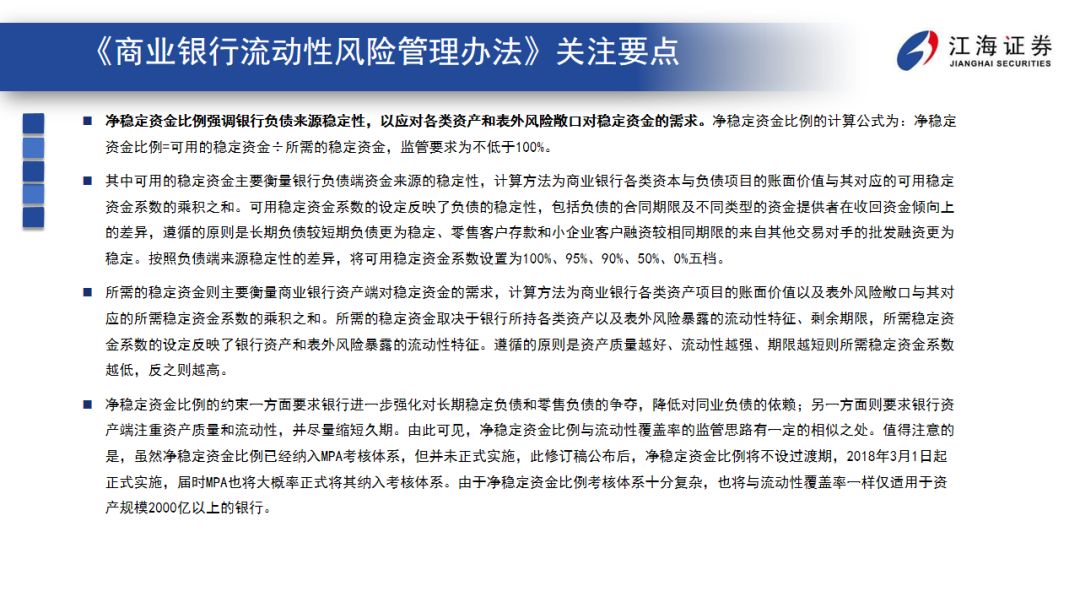 《商业银行流动性风险管理办法》关注要点
江海证券
JIANGHAI SECURITIES
■ 净稳定资金比例强调银行负债来源稳定性，以应对各类资产和表外风险敞口对稳定资金的需求。净稳定资金比例的计算公式为：净稳定
资金比例=可用的稳定资金÷所需的稳定资金，监管要求为不低于100%。
■ 其中可用的稳定资金主要衡量银行负债端资金来源的稳定性，计算方法为商业银行各类资本与负债项目的账面价值与其对应的可用稳定
资金系数的乘积之和。可用稳定资金系数的设定反映了负债的稳定性，包括负债的合同期限及不同类型的资金提供者在收回资金倾向上
的差异，遵循的原则是长期负债较短期负债更为稳定、零售客户存款和小企业客户融资较相同期限的来自其他交易对手的批发融资更为
稳定。按照负债端来源稳定性的差异，将可用稳定资金系数设置为100%、95%、90%、50%、0%五档。
■ 所需的稳定资金则主要衡量商业银行资产端对稳定资金的需求，计算方法为商业银行各类资产项目的账面价值以及表外风险敞口与其对
应的所需稳定资金系数的乘积之和。所需的稳定资金取决于银行所持各类资产以及表外风险暴露的流动性特征、剩余期限，所需稳定资
金系数的设定反映了银行资产和表外风险暴露的流动性特征。遵循的原则是资产质量越好、流动性越强、期限越短则所需稳定资金系数
越低，反之则越高。
■ 净稳定资金比例的约束一方面要求银行进一步强化对长期稳定负债和零售负债的争夺，降低对同业负债的依赖；另一方面则要求银行资
产端注重资产质量和流动性，并尽量缩短久期。由此可见，净稳定资金比例与流动性覆盖率的监管思路有一定的相似之处。值得注意的
是，虽然净稳定资金比例已经纳入MPA考核体系，但并未正式实施，此修订稿公布后，净稳定资金比例将不设过渡期，2018年3月1日起
正式实施，届时MPA也将大概率正式将其纳入考核体系。由于净稳定资金比例考核体系十分复杂，也将与流动性覆盖率一样仅适用于资
产规模2000亿以上的银行。